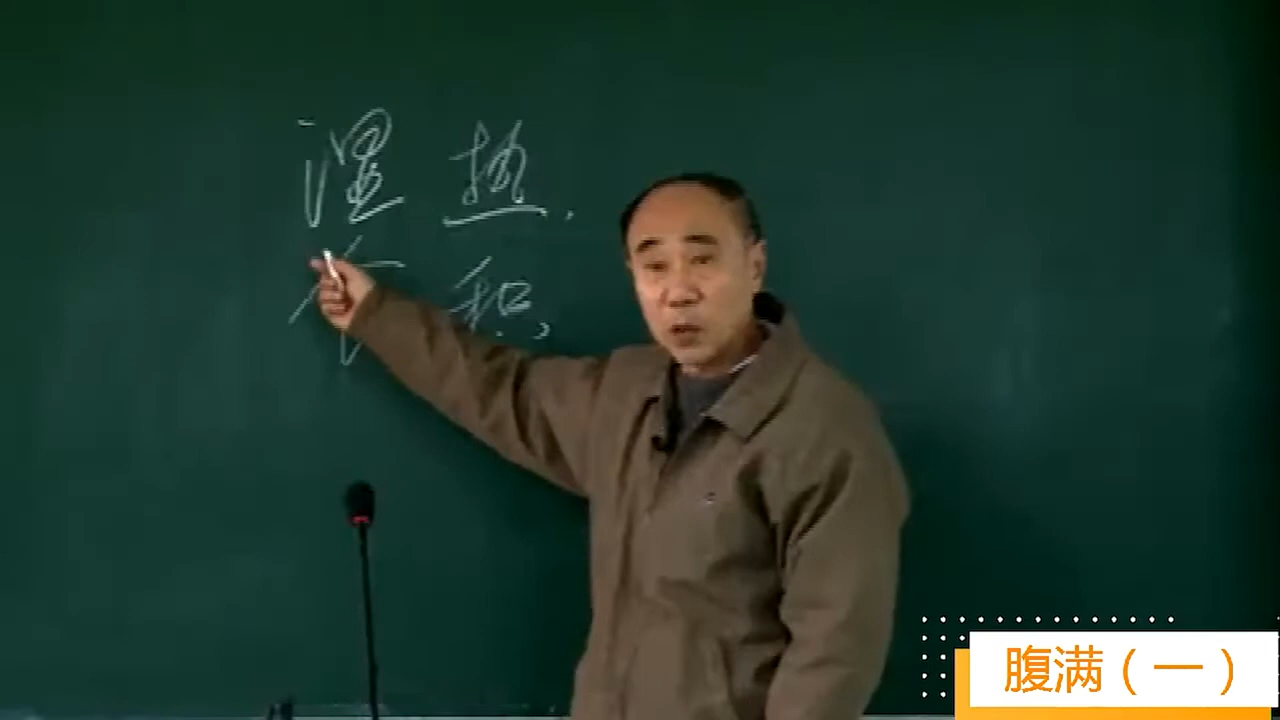 湿 热,
积,
腹满（一）